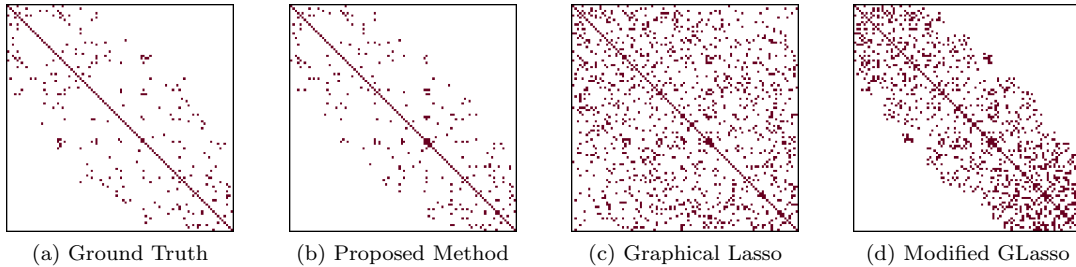 (a) Ground Truth
(b) Proposed Method
(c) Graphical Lasso
(d) Modified GLasso